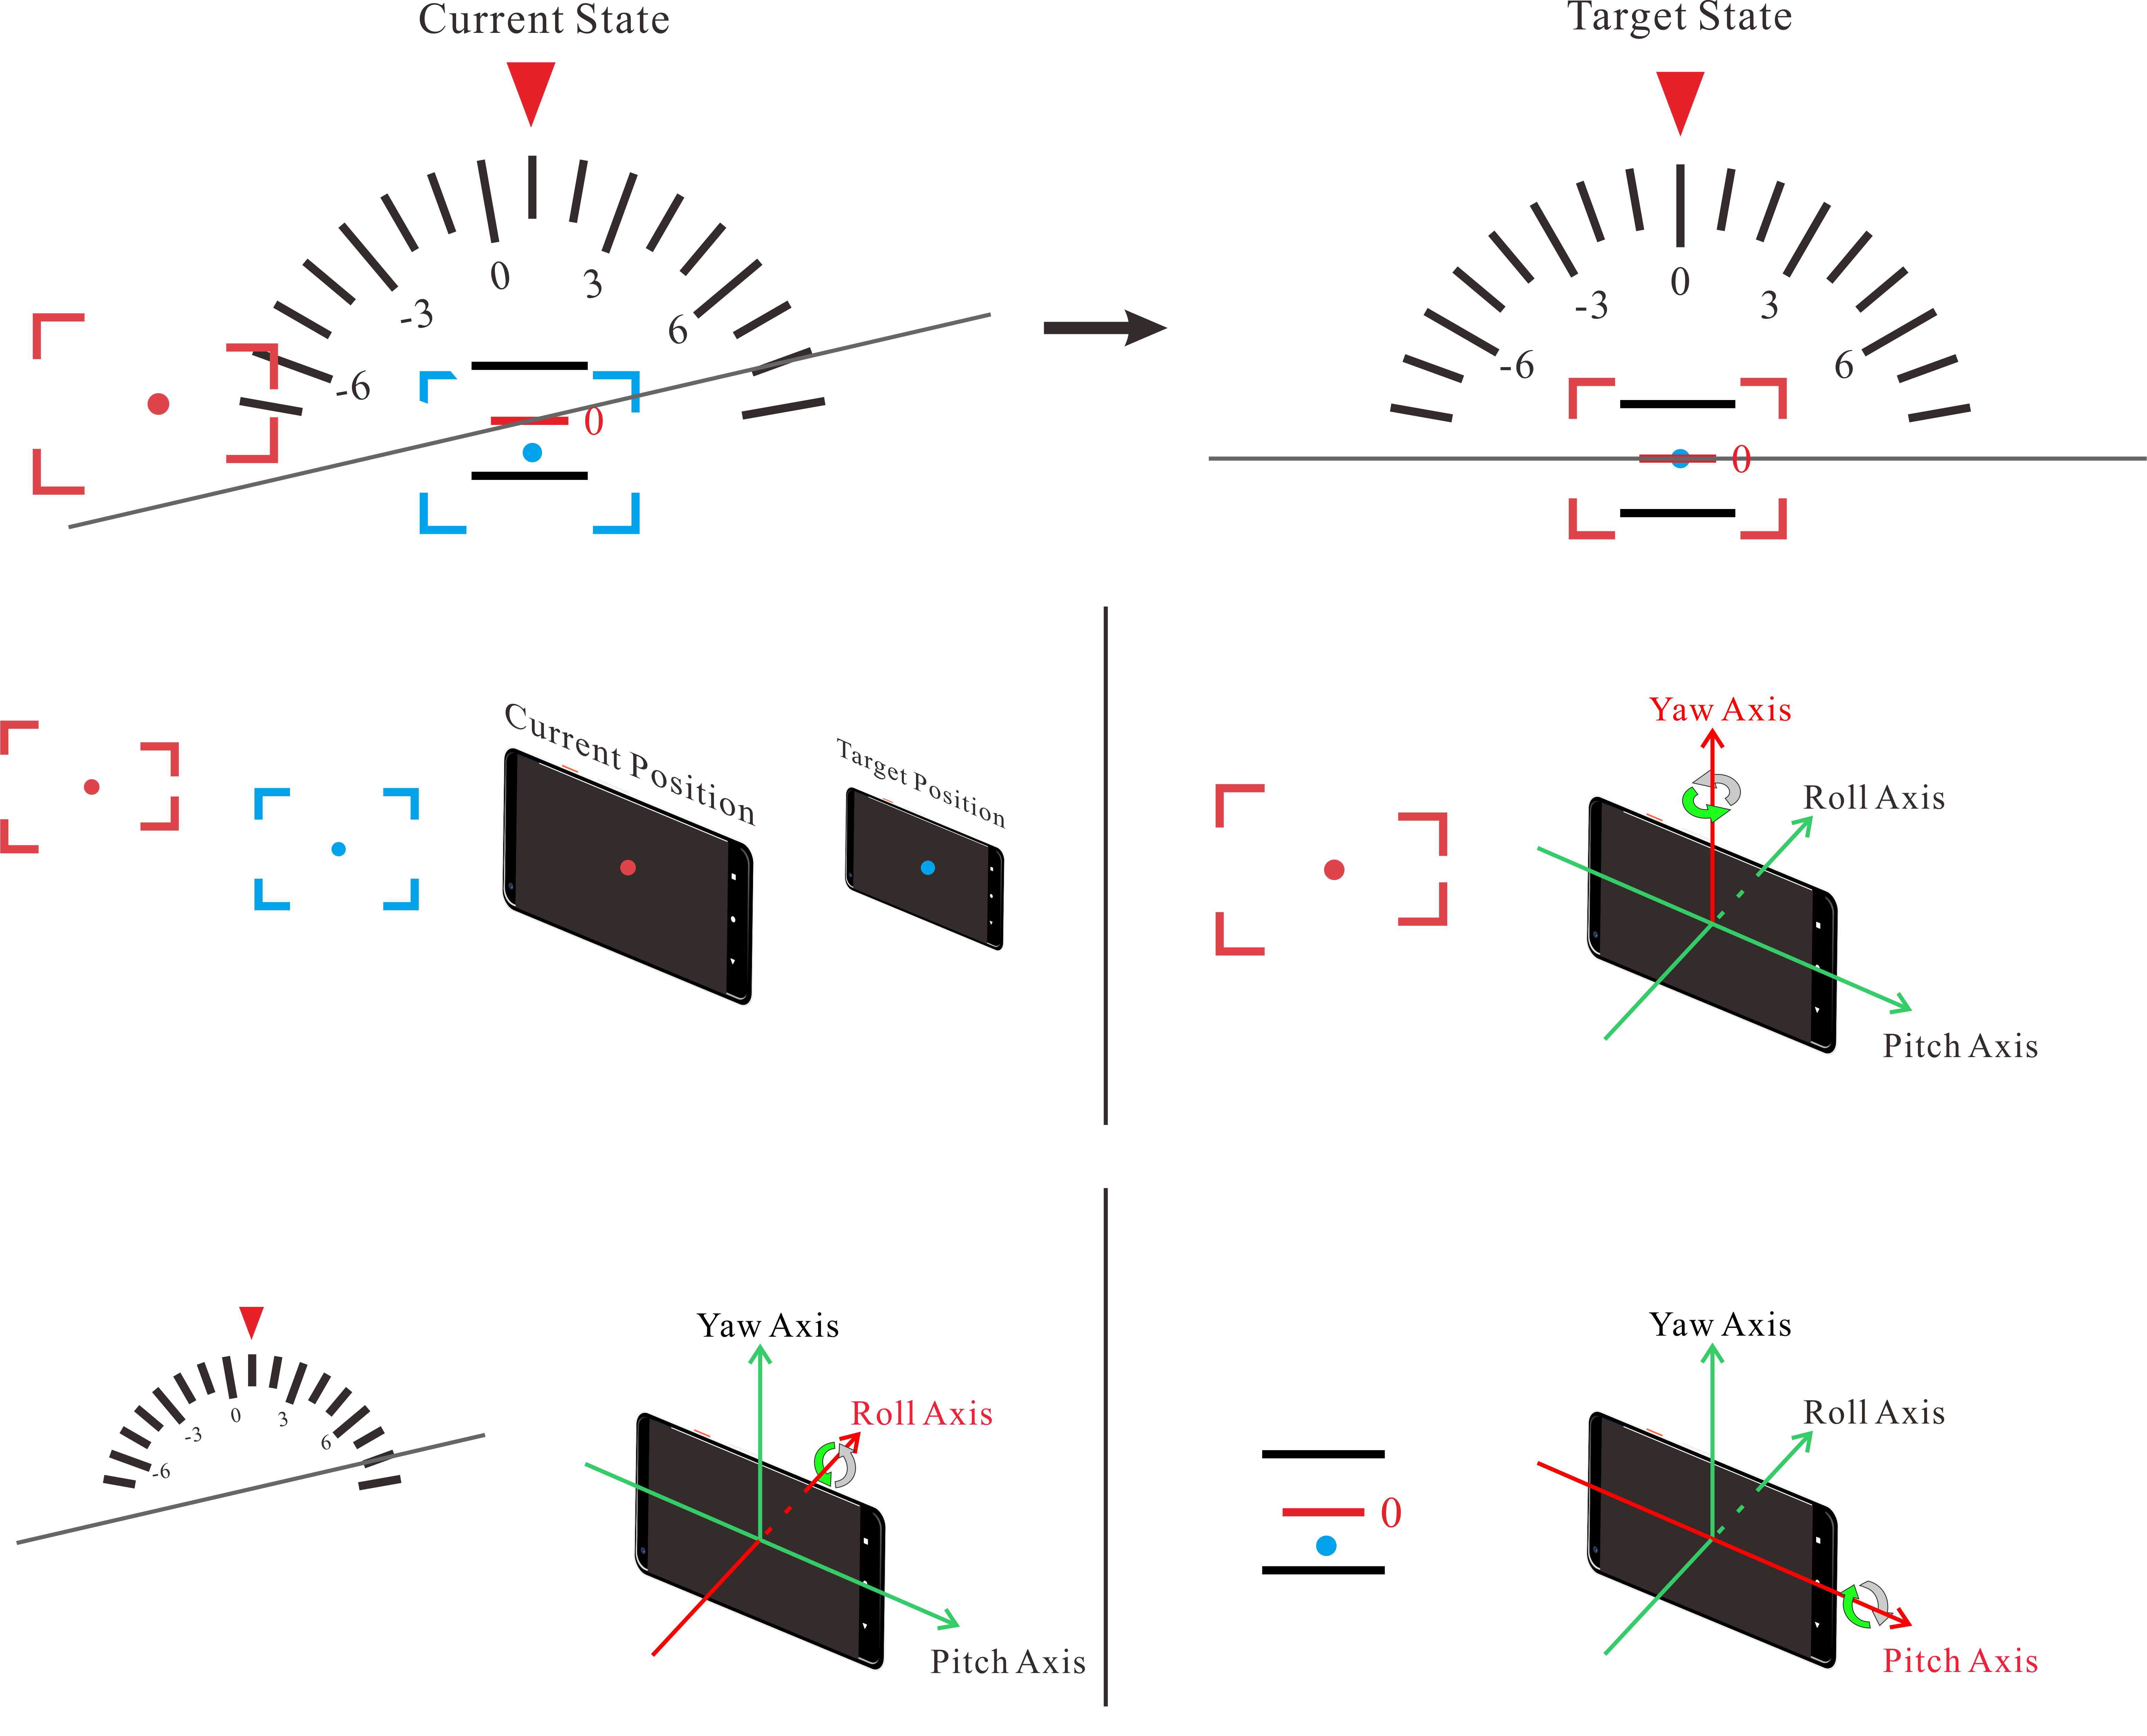 Current State
Target State
0
3
-3
6
-6
0
0
-3
3
-6
6
0
Current Position
Target Position
Yaw Axis
Roll Axis
Pitch Axis
0
3
-3
6
-6
Yaw Axis
Roll Axis
Pitch Axis
Yaw Axis
Roll Axis
0
Pitch Axis